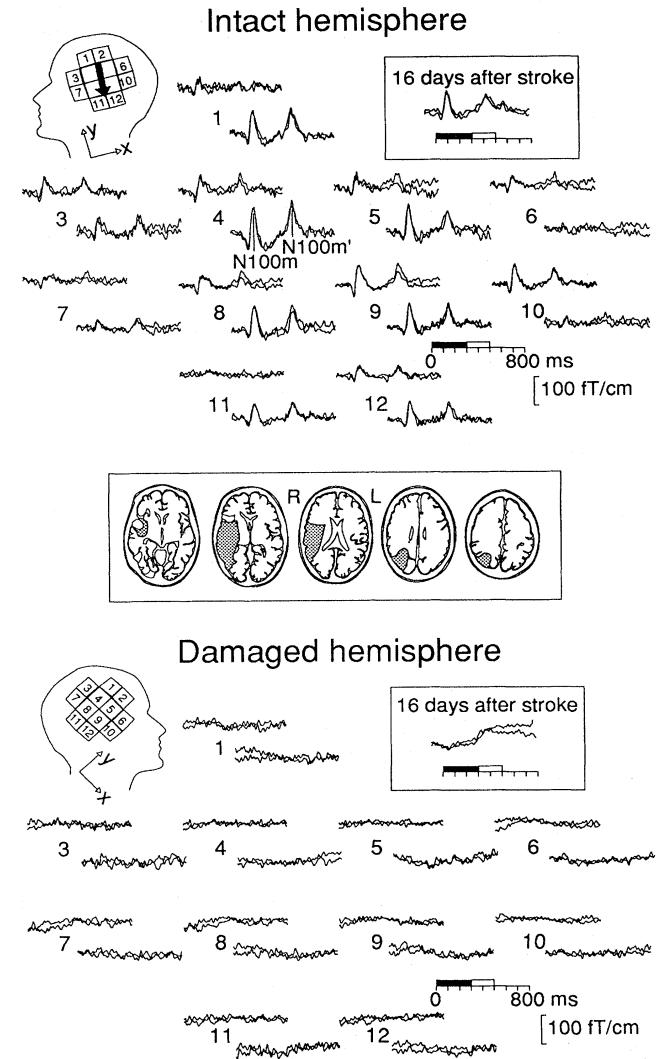 Intact hemisphere
1 2
3 6
7 10
11 12
y
x
16 days after stroke
1
3 4 5 6
N100m'
N100m
7 8 9 10
0 800 ms
100 fT/cm
11 12
R L
Damaged hemisphere
3 1
7 4 2
8 5
11 9 6
12 10
y
x
16 days after stroke
1
3 4 5 6
7 8 9 10
0 800 ms
11 12
100 fT/cm